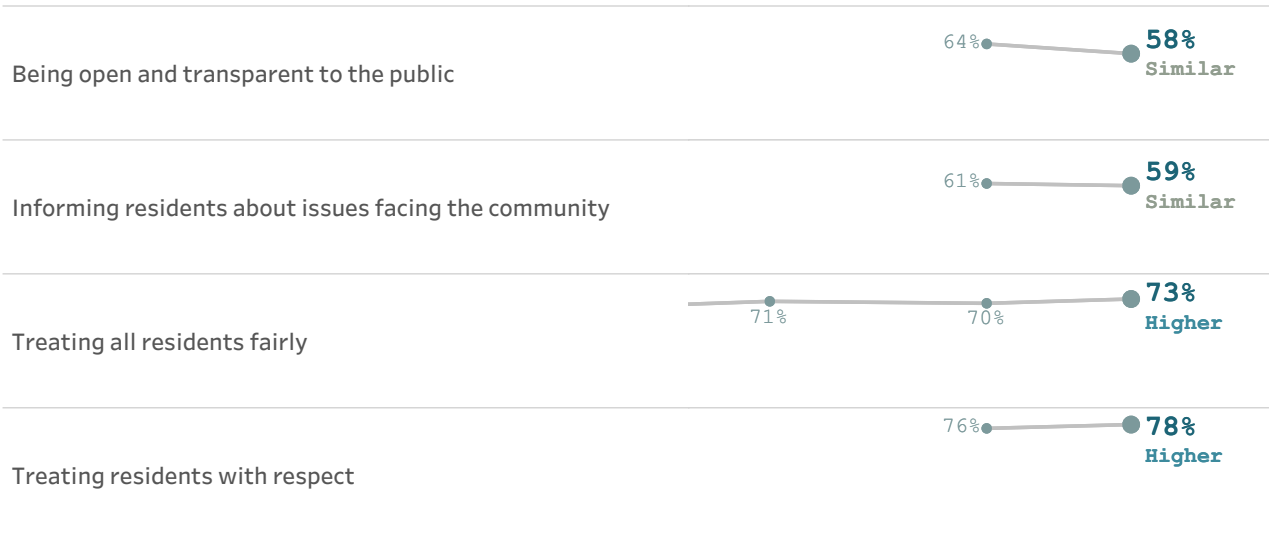 64%
58%
Similar
Being open and transparent to the public
61%
59%
Similar
Informing residents about issues facing the community
71%
70%
73%
Higher
Treating all residents fairly
76%
78%
Higher
Treating residents with respect